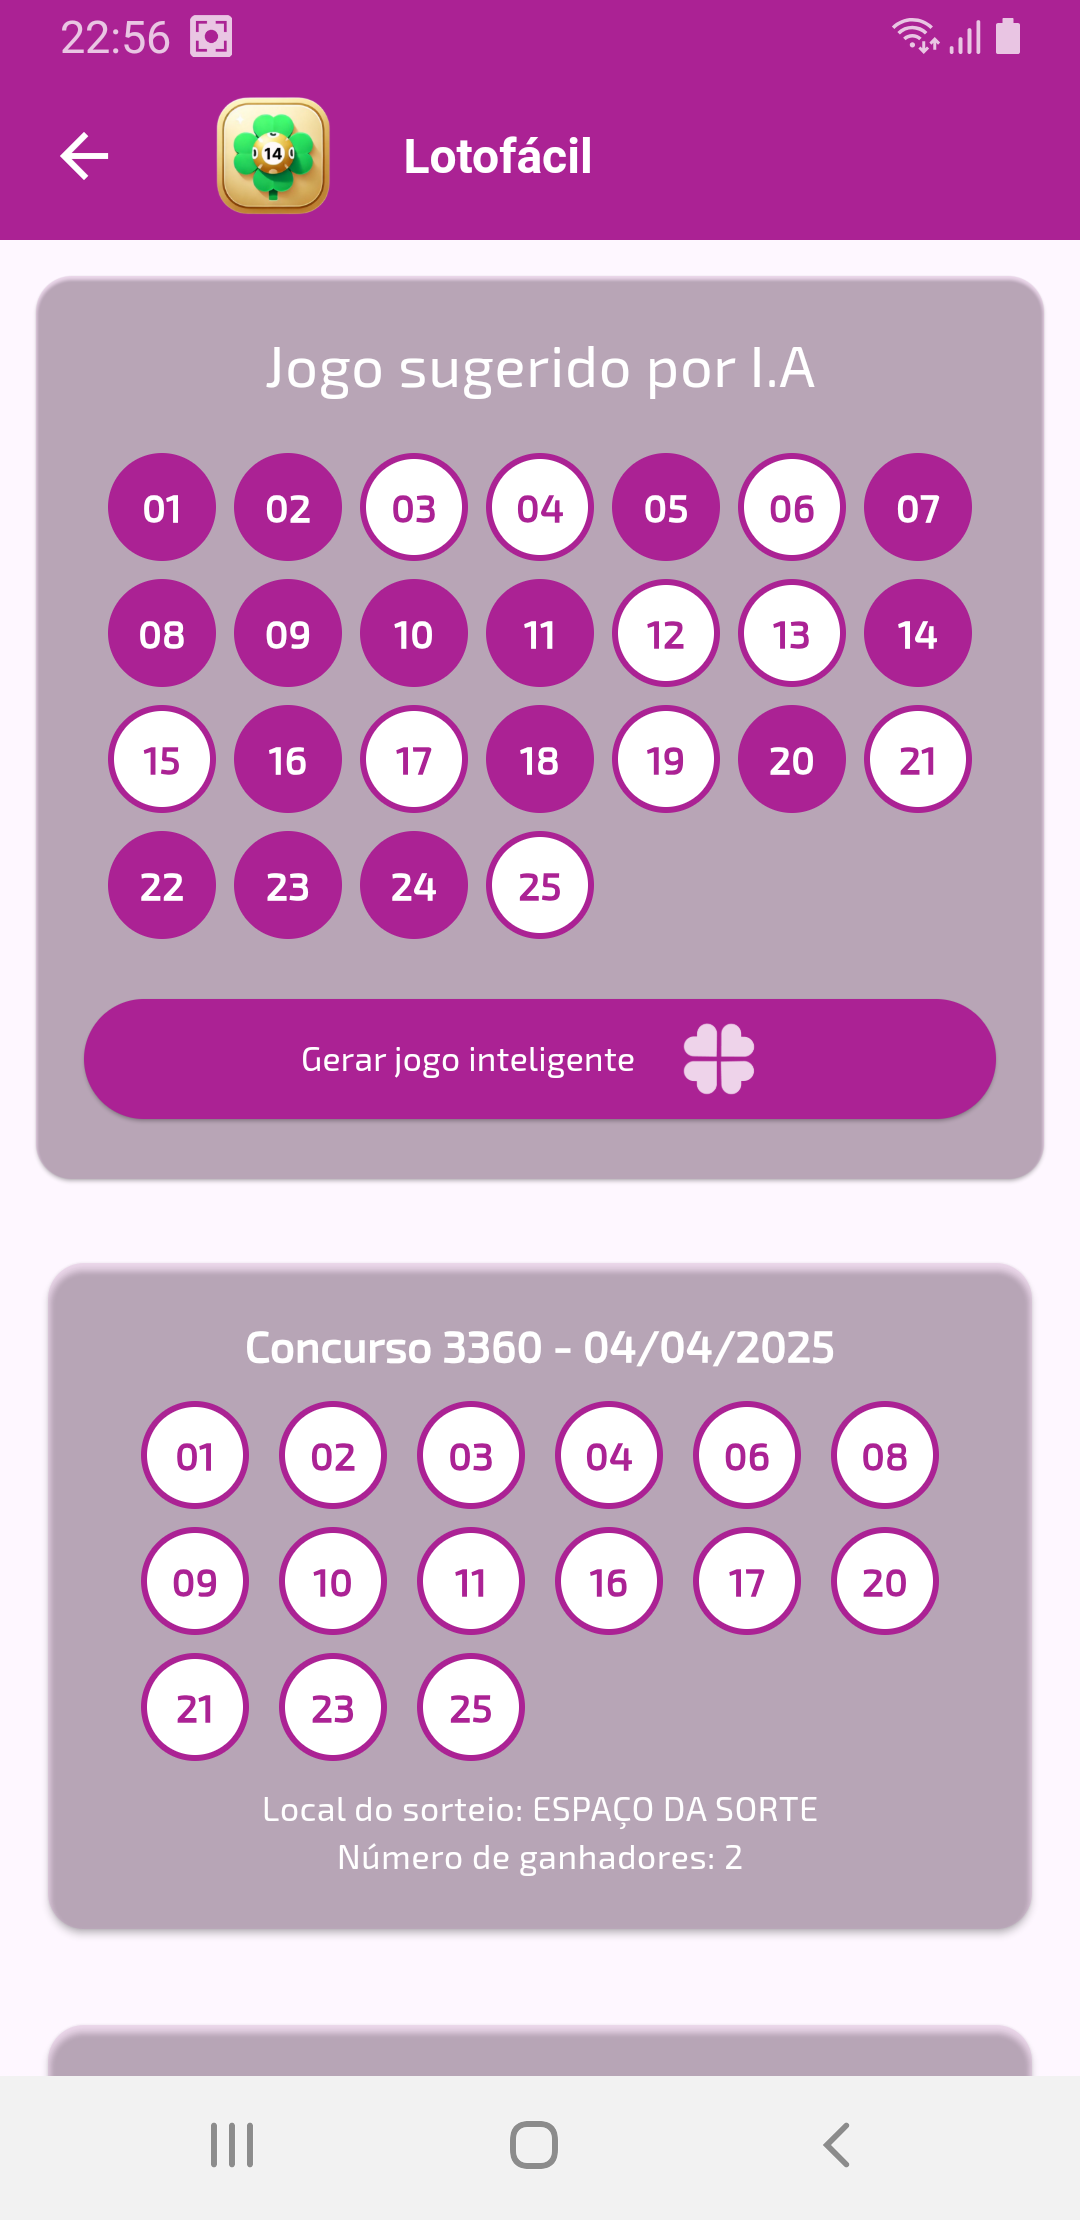 22:56
14
Lotofácil
Jogo sugerido por I.A
01 02 03 04 05 06 07
08 09 10 11 12 13 14
15 16 17 18 19 20 21
22 23 24 25
Gerar jogo inteligente
Concurso 3360 - 04/04/2025
01 02 03 04 06 08
09 10 11 16 17 20
21 23 25
Local do sorteio: ESPAÇO DA SORTE
Número de ganhadores: 2